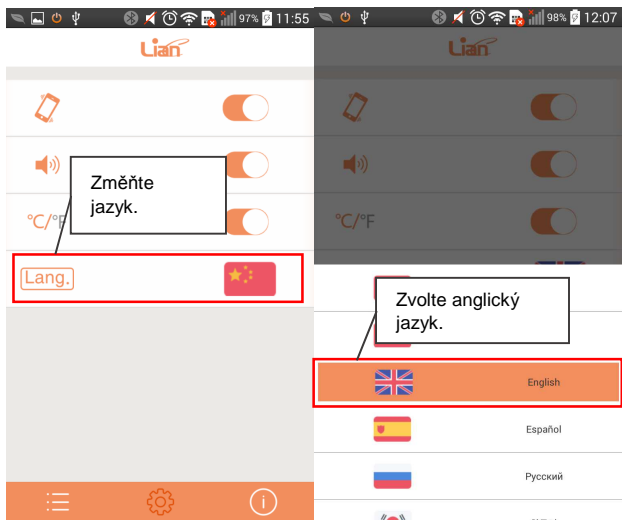 97% 11:55
Lian
Změňte
jazyk.
°C/°F
Lang.
98% 12:07
Lian
°C/°F
Zvolte anglický
jazyk.
English
Español
Русский